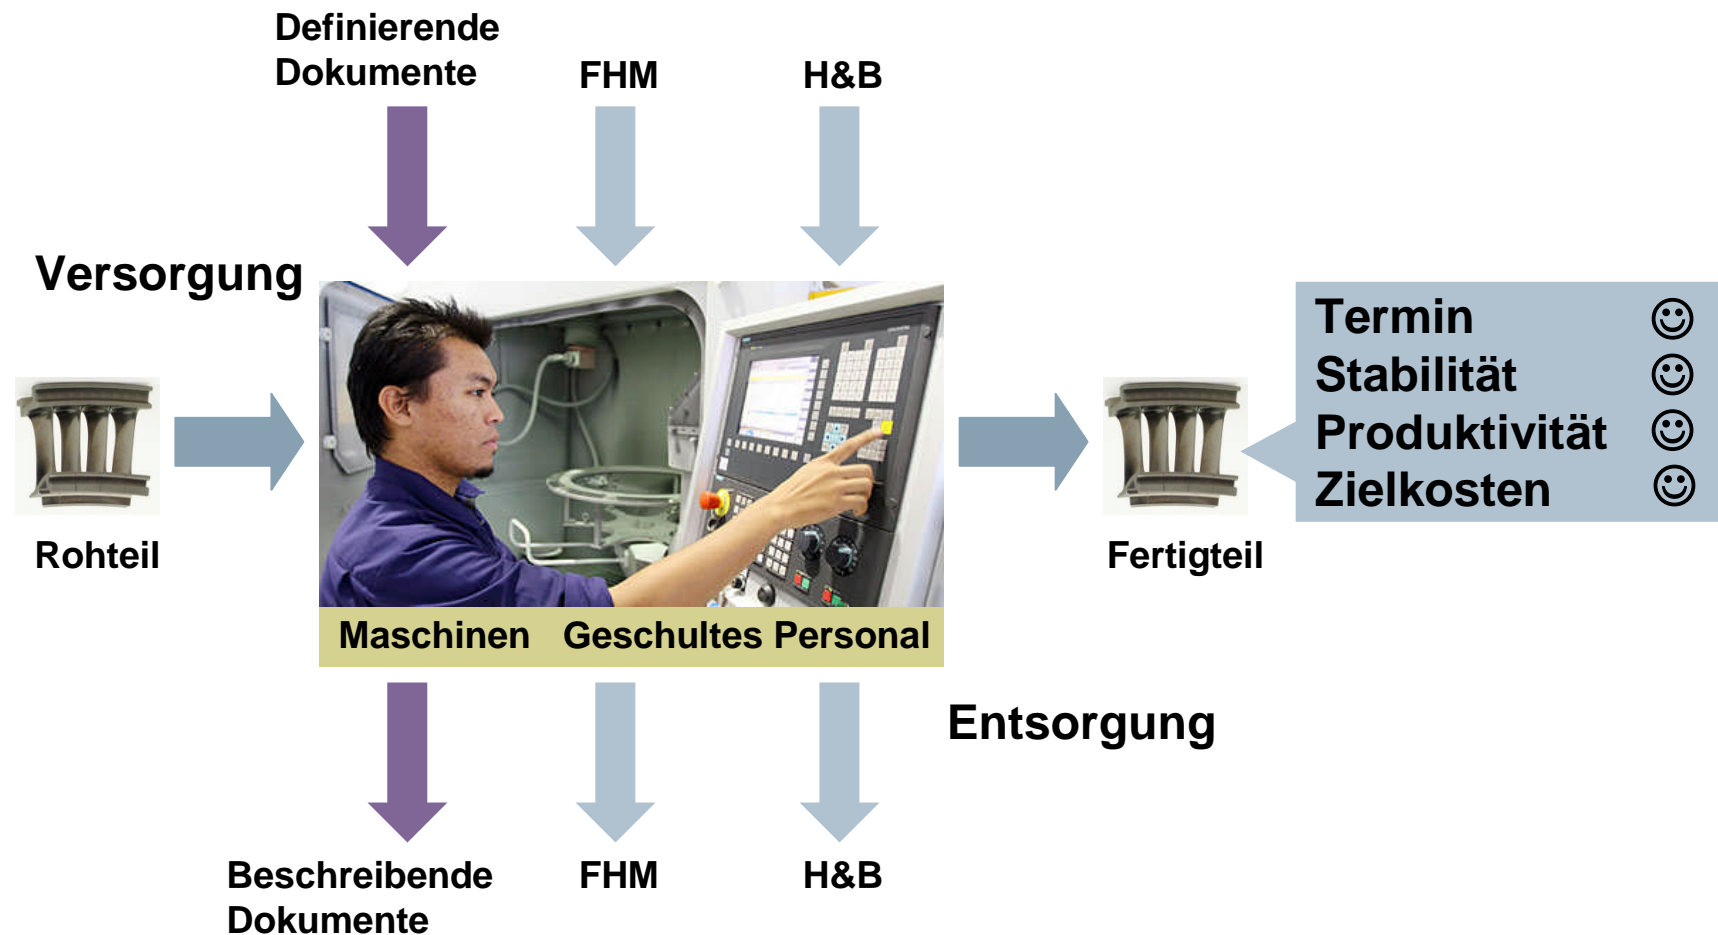 Definierende
Dokumente
FHM
H&B
Versorgung
Termin
Stabilität
Produktivität
Zielkosten
Rohteil
Fertigteil
Maschinen Geschultes Personal
Entsorgung
Beschreibende
Dokumente
FHM
H&B